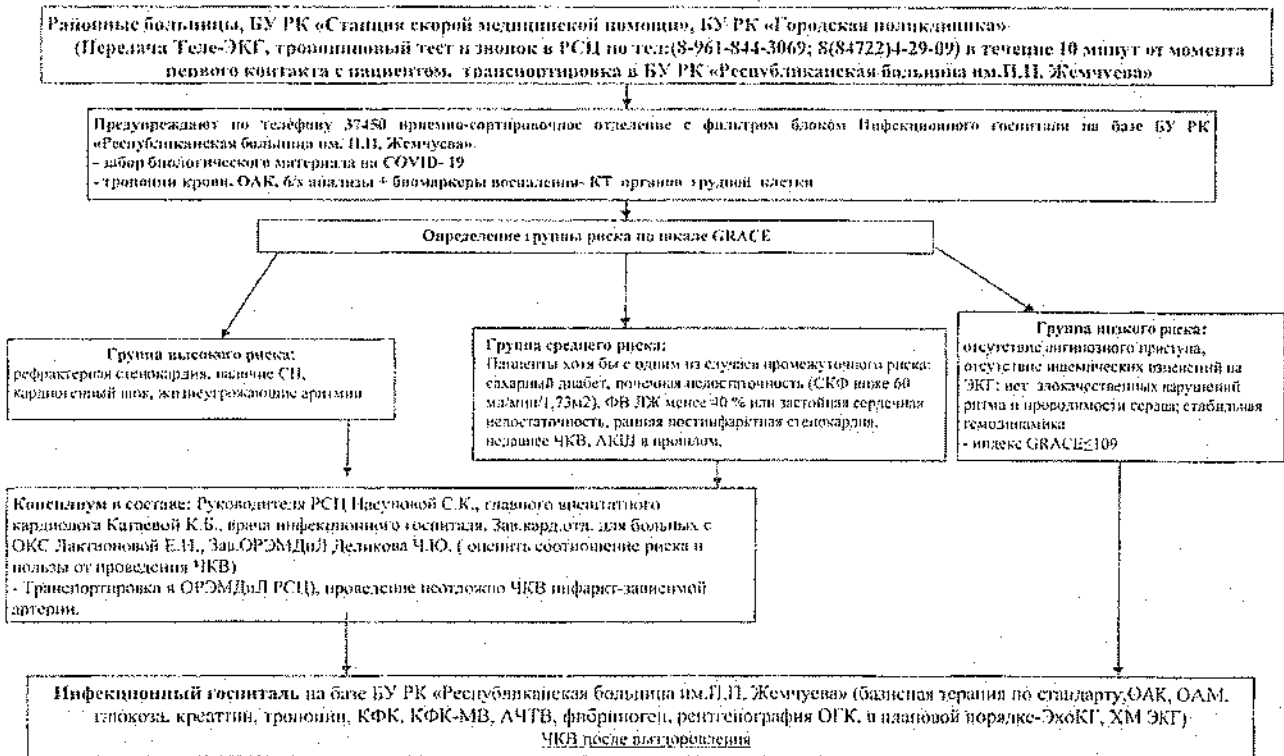 Районные больницы, БУ РК «Станция скорой медицинской помощи», БУ РК «Городская поликлиника»
(Передача Теле-ЭКГ, тропониновый тест и звонок в РСЦ по тел:(8-961-844-3069; 8(84722)4-29-09) в течение 10 минут от момента
первого контакта с пациентом, транспортировка в БУ РК «Республиканская больница им.П.П. Жемчуева»
Предупреждают по телефону 37450 приемно-сортировочное отделение с фильтром блоком Инфекционного госпиталя на базе БУ РК
«Республиканская больница им. П.П. Жемчуева»
- забор биологического материала на COVID- 19
- тропонин крови, ОАК, б/х анализы + биомаркеры воспаления- КТ органов грудной клетки
Определение группы риска по шкале GRACE
Группа высокого риска:
рефрактерная стенокардия, наличие СН,
кардиогенный шок, жизнеугрожающие аритмии
Группа среднего риска:
Пациенты хотя бы с одним из случаев промежуточного риска:
сахарный диабет, почечная недостаточность (СКФ ниже 60
мл/мин/1,73м2), ФВ ЛЖ менее 40 % или застойная сердечная
недостаточность, ранняя постинфарктная стенокардия,
недавнее ЧКВ, АКШ в прошлом.
Группа низкого риска:
отсутствие ангинозного приступа,
отсутствие ишемических изменений на
ЭКГ; нет злокачественных нарушений
ритма и проводимости сердца; стабильная
гемодинамика
- индекс GRACE≤109
Консилиум в составе: Руководителя РСЦ Насуновой С.К., главного внештатного
кардиолога Катаевой К.Б., врача инфекционного госпиталя, Зав.кард.отд. для больных с
ОКС Лактионовой Е.И., Зав.ОРЭМДиЛ Деликова Ч.Ю. ( оценить соотношение риска и
пользы от проведения ЧКВ)
- Транспортировка в ОРЭМДиЛ РСЦ), проведение неотложно ЧКВ инфаркт-зависимой
артерии.
Инфекционный госпиталь на базе БУ РК «Республиканская больница им.П.П. Жемчуева» (базисная терапия по стандарту,ОАК, ОАМ,
глюкоза, креатин, тропонин, КФК, КФК-МВ, АЧТВ, фибриноген, рентгенография ОГК, в плановой порядке-ЭхоКГ, ХМ ЭКГ)
ЧКВ после выздоровления